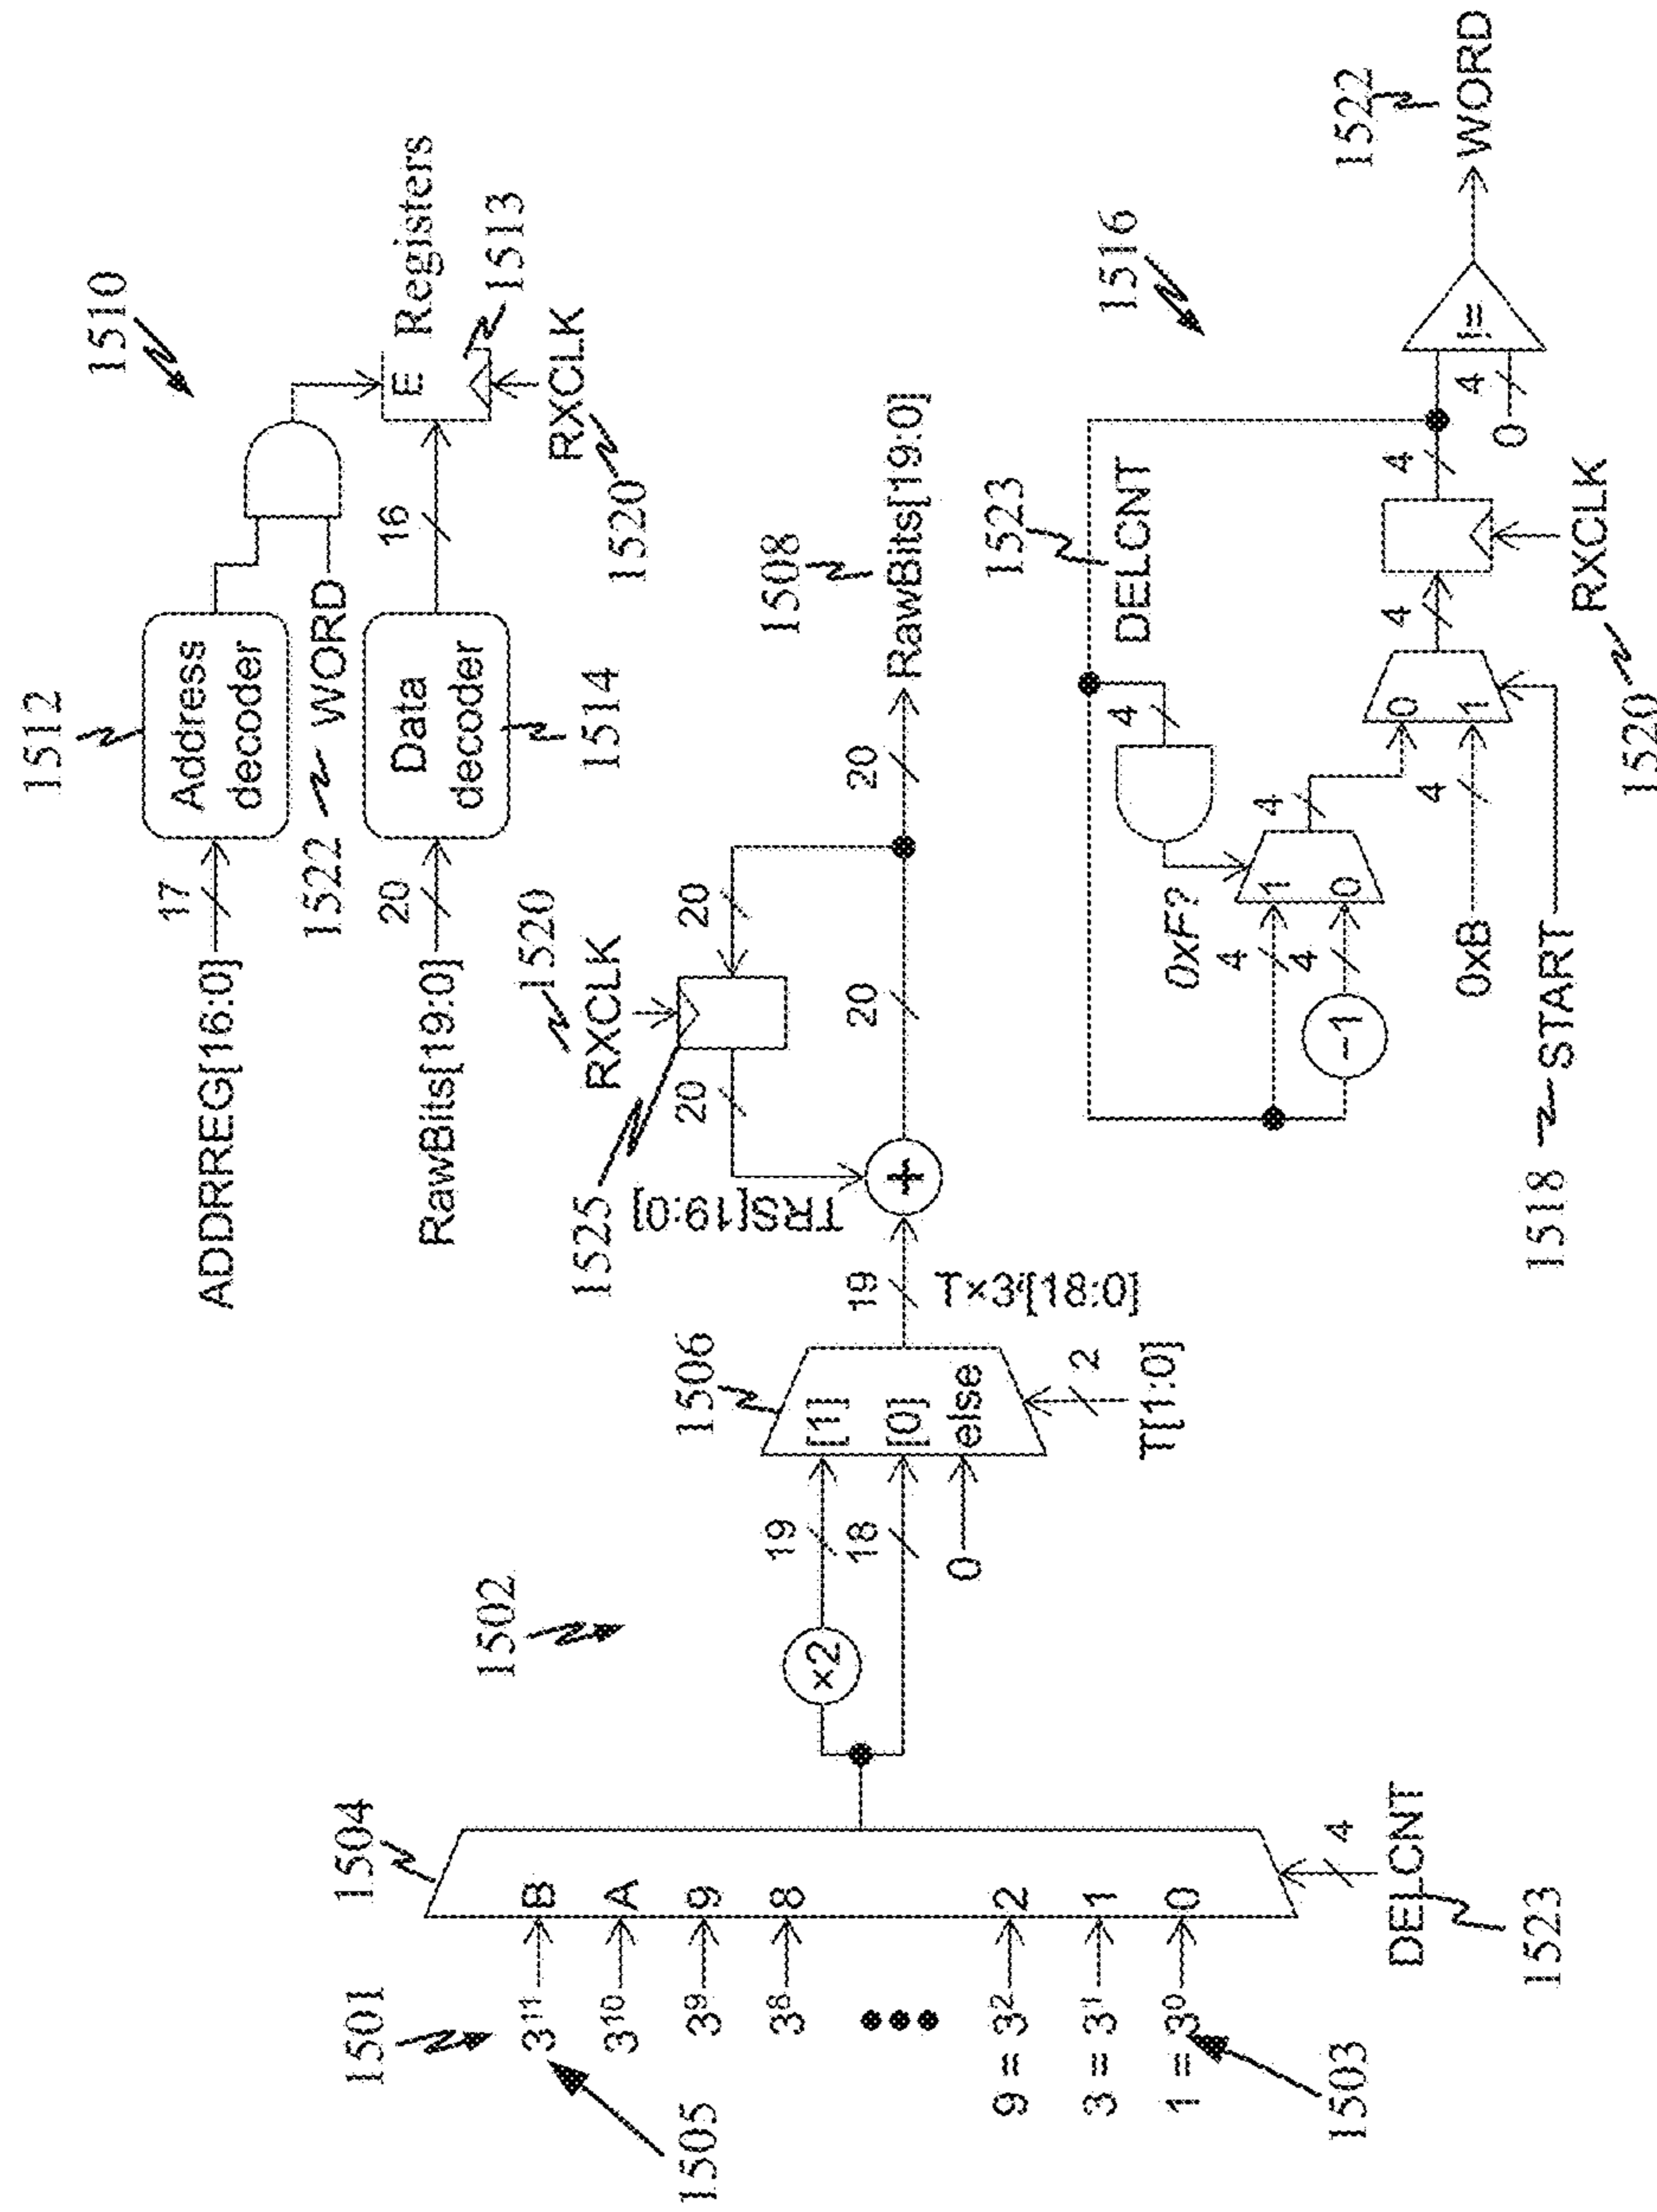 1510
1512
ADDRREG[16:0]
17
Address
decoder
1522
WORD
RawBits[19:0]
20
Data
decoder
1514
16
E
Registers
1513
RXCLK
1520
1501
1505
3¹¹
B
3¹⁰
A
3⁹
9
3⁸
8
9 = 3²
2
3 = 3¹
1
1 = 3⁰
0
1503
1504
4
DELCNT
1523
1502
×2
19
18
0
1506
[1]
[0]
else
2
T[1:0]
19
T×3ⁱ[18:0]
+
TRS[19:0]
1525
20
RXCLK
1520
20
20
20
1508
RawBits[19:0]
1516
1523
DELCNT
4
0xF?
4
4
−1
1
0
4
0xB
4
1518
START
0
1
4
RXCLK
1520
4
4
0
!=
WORD
1522